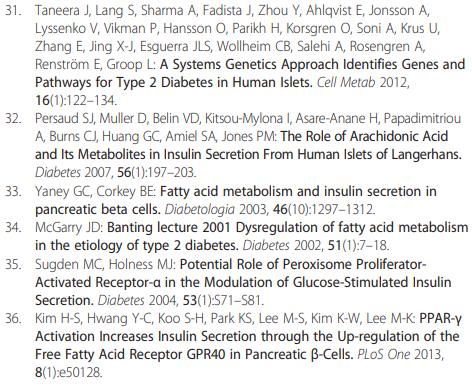 31. Taneera J, Lang S, Sharma A, Fadista J, Zhou Y, Ahlqvist E, Jonsson A,
Lyssenko V, Vikman P, Hansson O, Parikh H, Korsgren O, Soni A, Krus U,
Zhang E, Jing X-J, Esguerra JLS, Wollheim CB, Salehi A, Rosengren A,
Renström E, Groop L: A Systems Genetics Approach Identifies Genes and
Pathways for Type 2 Diabetes in Human Islets. Cell Metab 2012,
16(1):122–134.
32. Persaud SJ, Muller D, Belin VD, Kitsou-Mylona I, Asare-Anane H, Papadimitriou
A, Burns CJ, Huang GC, Amiel SA, Jones PM: The Role of Arachidonic Acid
and Its Metabolites in Insulin Secretion From Human Islets of Langerhans.
Diabetes 2007, 56(1):197–203.
33. Yaney GC, Corkey BE: Fatty acid metabolism and insulin secretion in
pancreatic beta cells. Diabetologia 2003, 46(10):1297–1312.
34. McGarry JD: Banting lecture 2001 Dysregulation of fatty acid metabolism
in the etiology of type 2 diabetes. Diabetes 2002, 51(1):7–18.
35. Sugden MC, Holness MJ: Potential Role of Peroxisome Proliferator-
Activated Receptor-α in the Modulation of Glucose-Stimulated Insulin
Secretion. Diabetes 2004, 53(1):S71–S81.
36. Kim H-S, Hwang Y-C, Koo S-H, Park KS, Lee M-S, Kim K-W, Lee M-K: PPAR-γ
Activation Increases Insulin Secretion through the Up-regulation of the
Free Fatty Acid Receptor GPR40 in Pancreatic β-Cells. PLoS One 2013,
8(1):e50128.